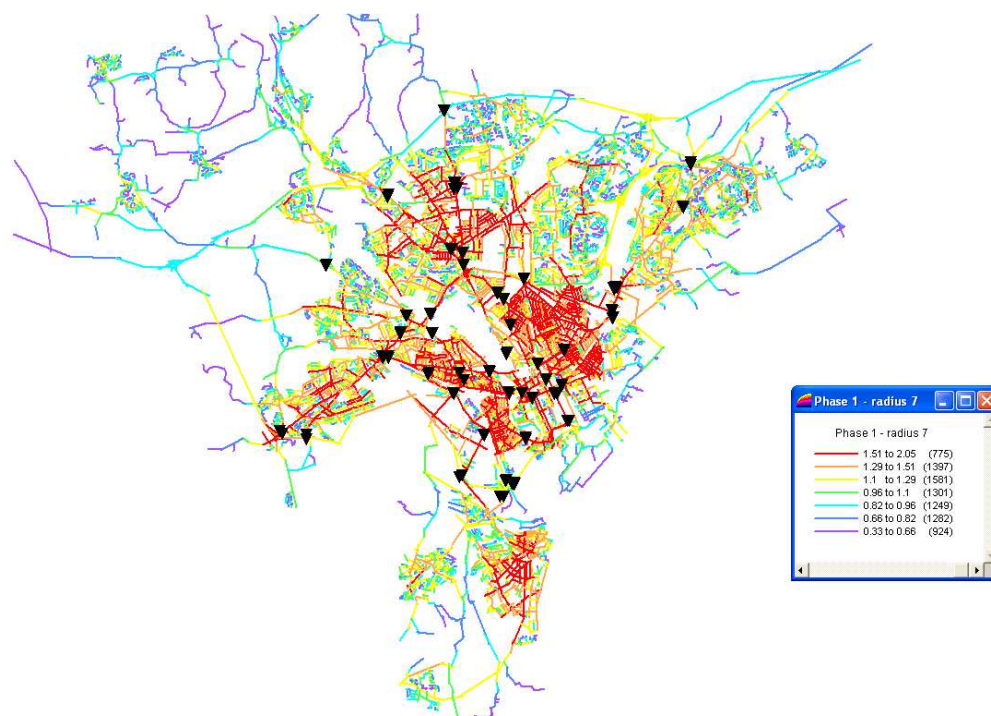 Phase 1 - radius 7
Phase 1 - radius 7
1.51 to 2.05 (775)
1.29 to 1.51 (1397)
1.1 to 1.29 (1581)
0.96 to 1.1 (1301)
0.82 to 0.96 (1249)
0.66 to 0.82 (1282)
0.33 to 0.66 (924)